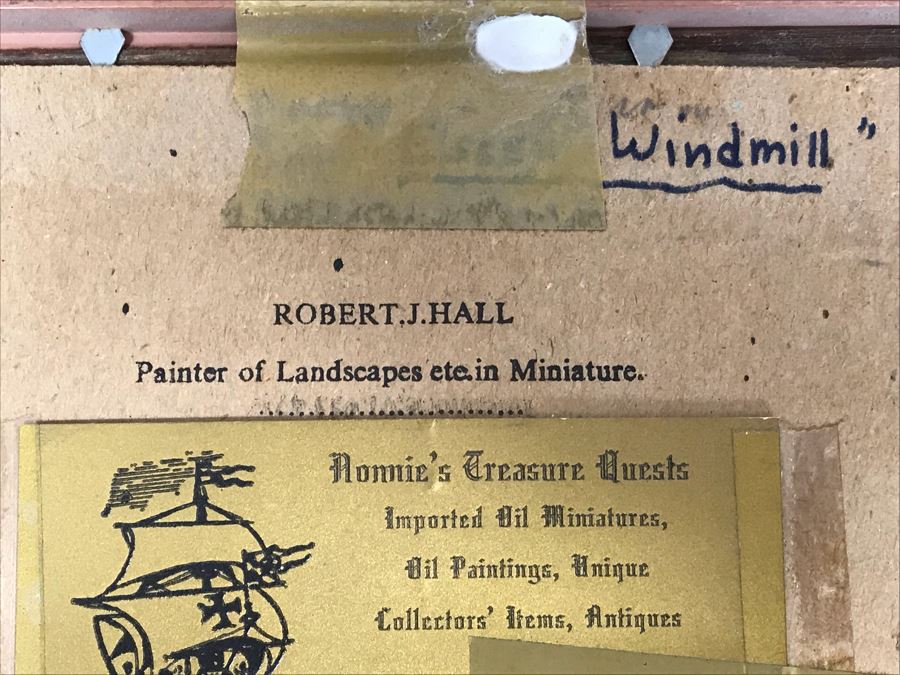 Windmill"
ROBERT.J.HALL
Painter of Landscapes etc.in Miniature.
Nonnie's Treasure Quests
Imported Oil Miniatures,
Oil Paintings, Unique
Collectors' Items, Antiques